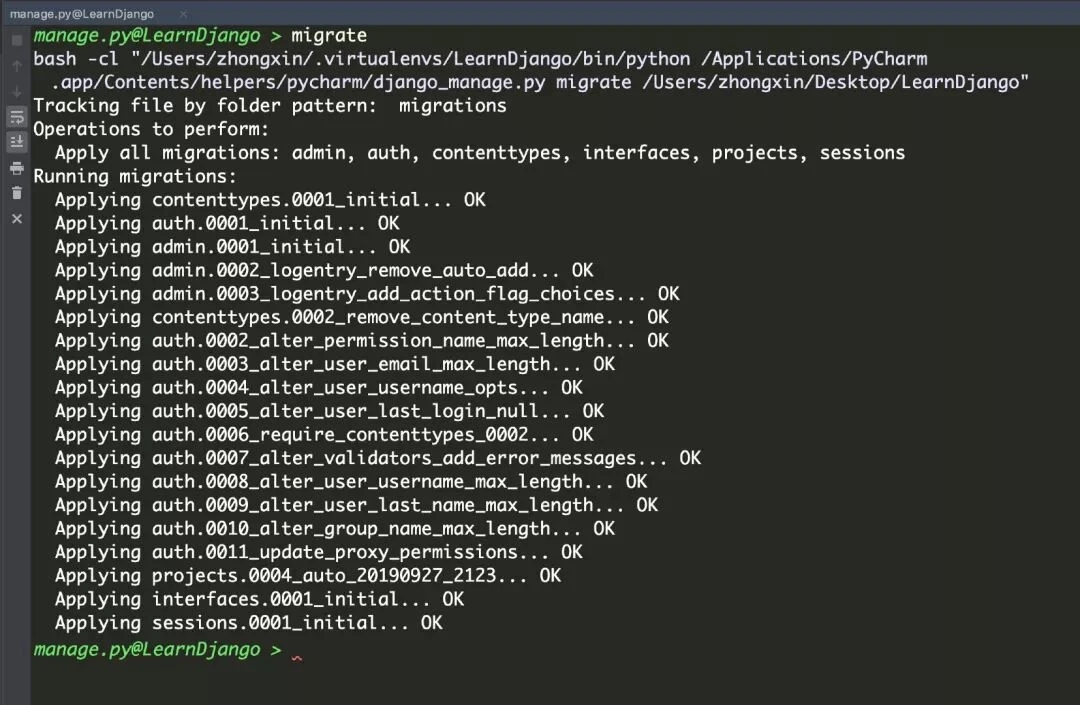 manage.py@LearnDjango
manage.py@LearnDjango > migrate
bash -cl "/Users/zhongxin/.virtualenvs/LearnDjango/bin/python /Applications/PyCharm
.app/Contents/helpers/pycharm/django_manage.py migrate /Users/zhongxin/Desktop/LearnDjango"
Tracking file by folder pattern:  migrations
Operations to perform:
  Apply all migrations: admin, auth, contenttypes, interfaces, projects, sessions
Running migrations:
  Applying contenttypes.0001_initial... OK
  Applying auth.0001_initial... OK
  Applying admin.0001_initial... OK
  Applying admin.0002_logentry_remove_auto_add... OK
  Applying admin.0003_logentry_add_action_flag_choices... OK
  Applying contenttypes.0002_remove_content_type_name... OK
  Applying auth.0002_alter_permission_name_max_length... OK
  Applying auth.0003_alter_user_email_max_length... OK
  Applying auth.0004_alter_user_username_opts... OK
  Applying auth.0005_alter_user_last_login_null... OK
  Applying auth.0006_require_contenttypes_0002... OK
  Applying auth.0007_alter_validators_add_error_messages... OK
  Applying auth.0008_alter_user_username_max_length... OK
  Applying auth.0009_alter_user_last_name_max_length... OK
  Applying auth.0010_alter_group_name_max_length... OK
  Applying auth.0011_update_proxy_permissions... OK
  Applying projects.0004_auto_20190927_2123... OK
  Applying interfaces.0001_initial... OK
  Applying sessions.0001_initial... OK
manage.py@LearnDjango >